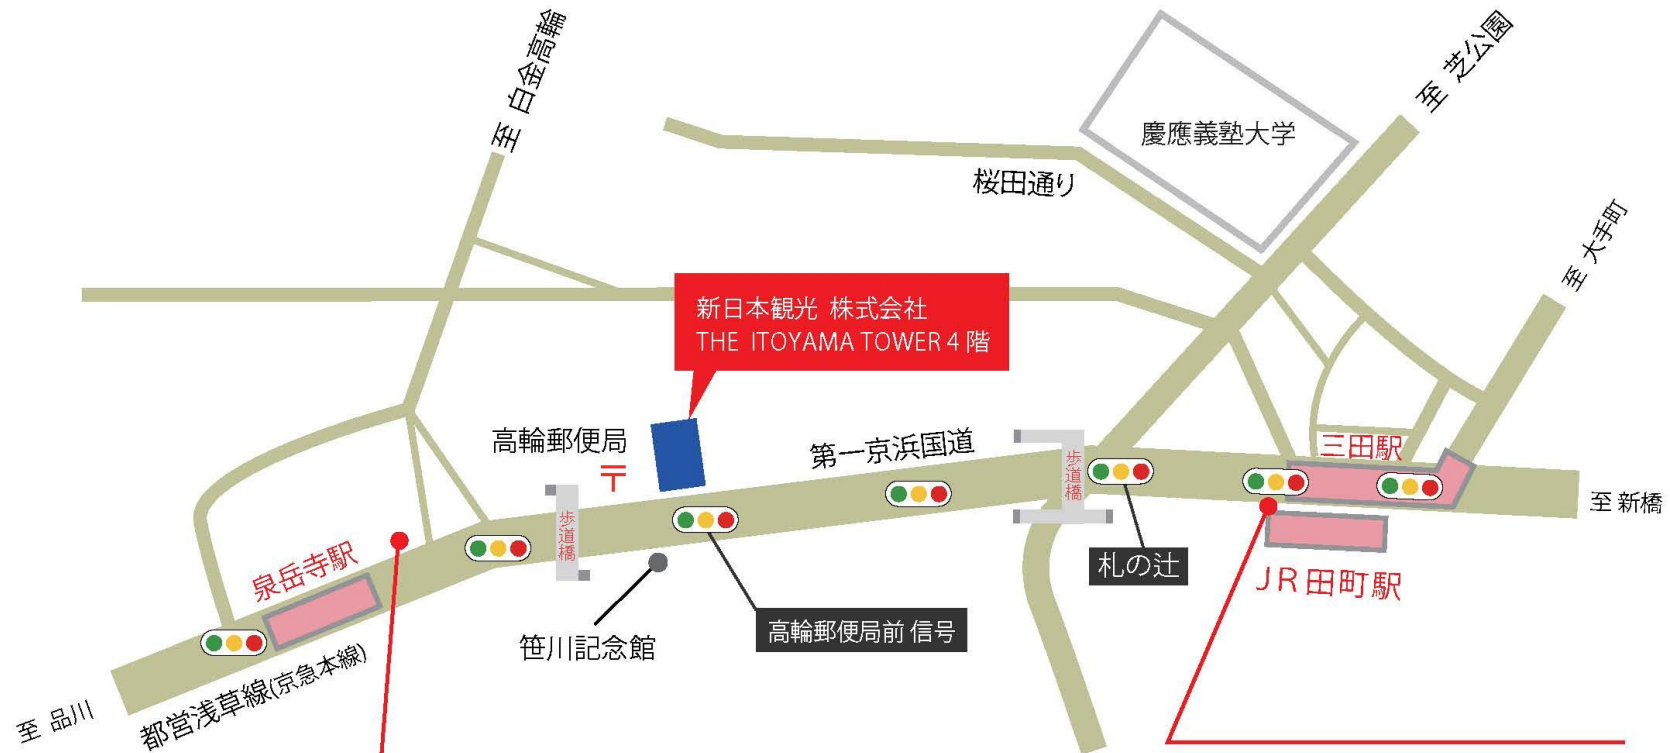 至 白金高輪
至 芝公園
慶應義塾大学
桜田通り
至 大手町
新日本観光 株式会社
THE ITOYAMA TOWER 4 階
高輪郵便局
〒
第一京浜国道
三田駅
歩道橋
歩道橋
至 新橋
札の辻
JR田町駅
泉岳寺駅
笹川記念館
高輪郵便局前 信号
都営浅草線(京急本線)
至 品川